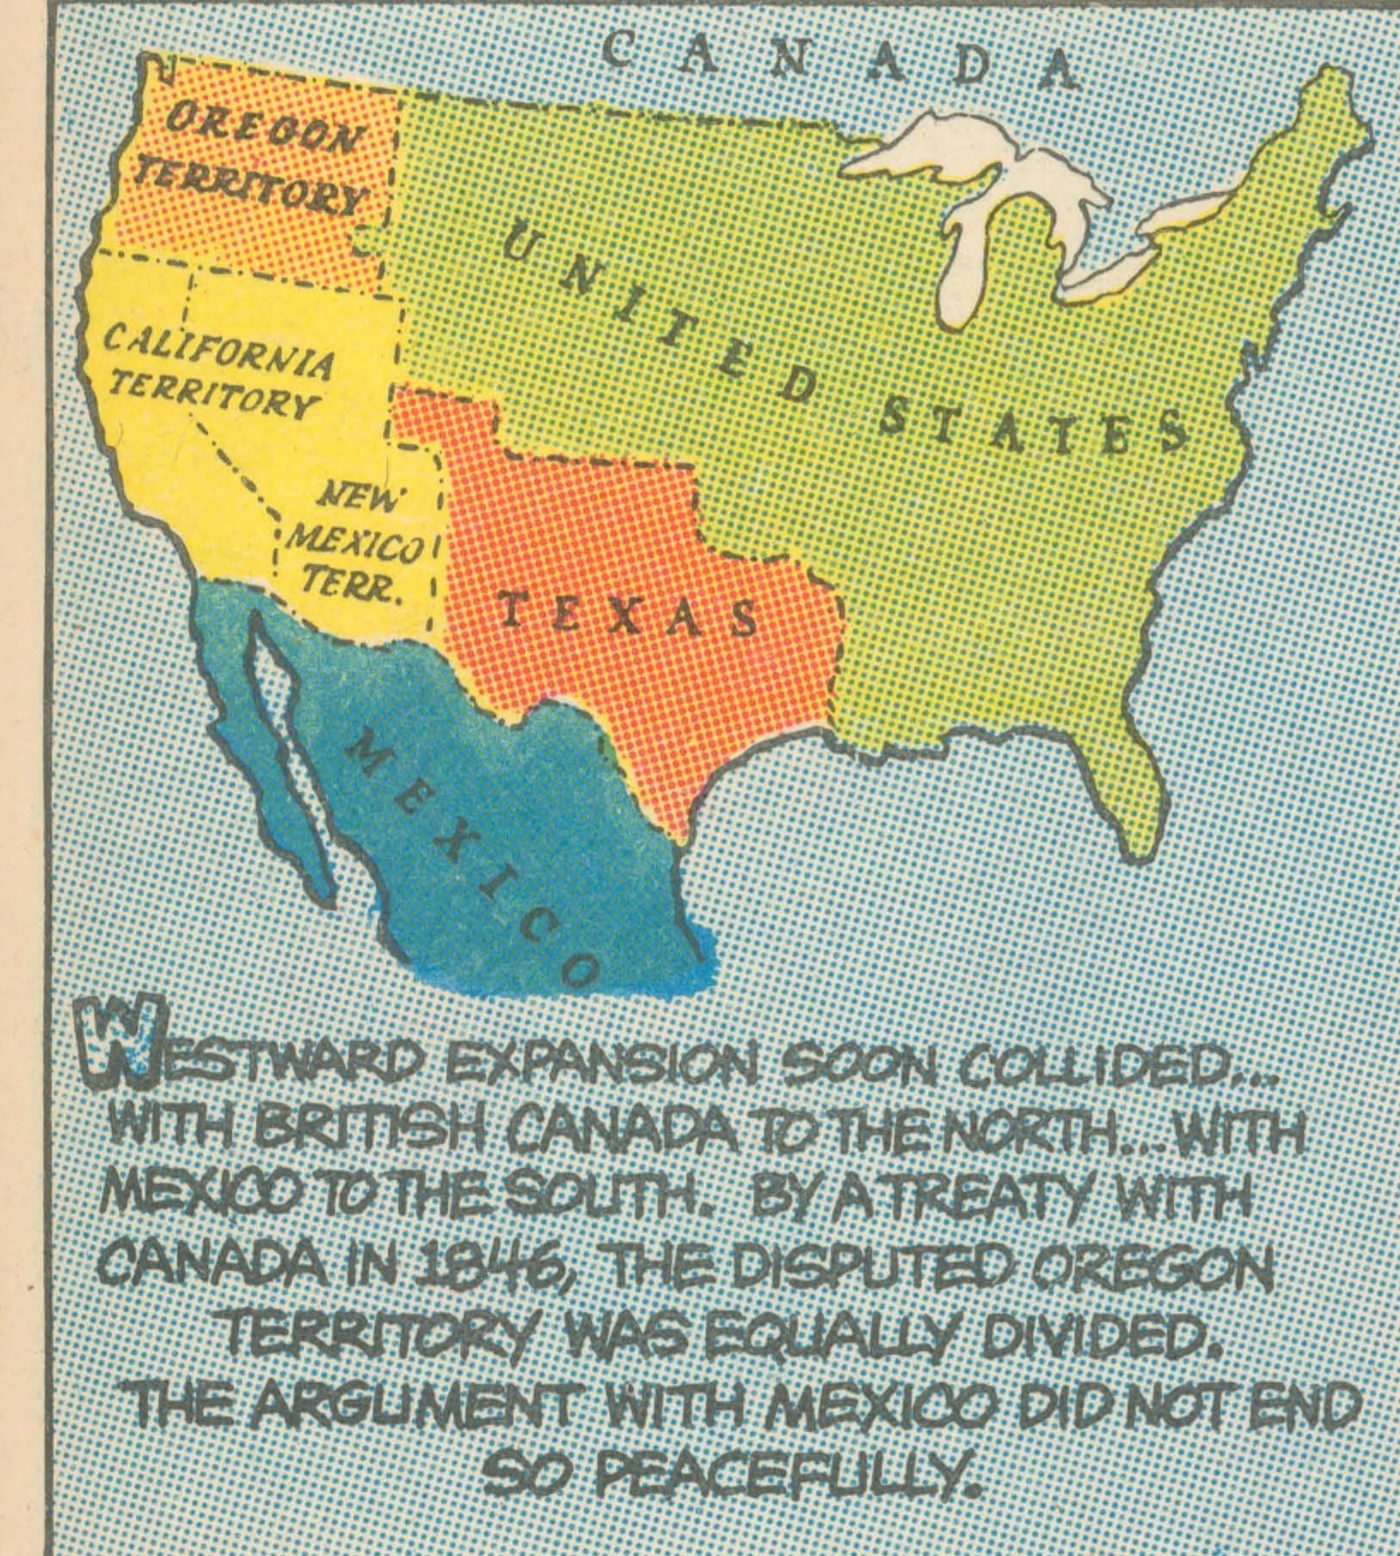 CANADA
OREGON
TERRITORY
UNITED STATES
CALIFORNIA
TERRITORY
NEW
MEXICO
TERR.
TEXAS
MEXICO
WESTWARD EXPANSION SOON COLLIDED...
WITH BRITISH CANADA TO THE NORTH...WITH
MEXICO TO THE SOUTH. BY A TREATY WITH
CANADA IN 1846, THE DISPUTED OREGON
TERRITORY WAS EQUALLY DIVIDED.
THE ARGUMENT WITH MEXICO DID NOT END
SO PEACEFULLY.